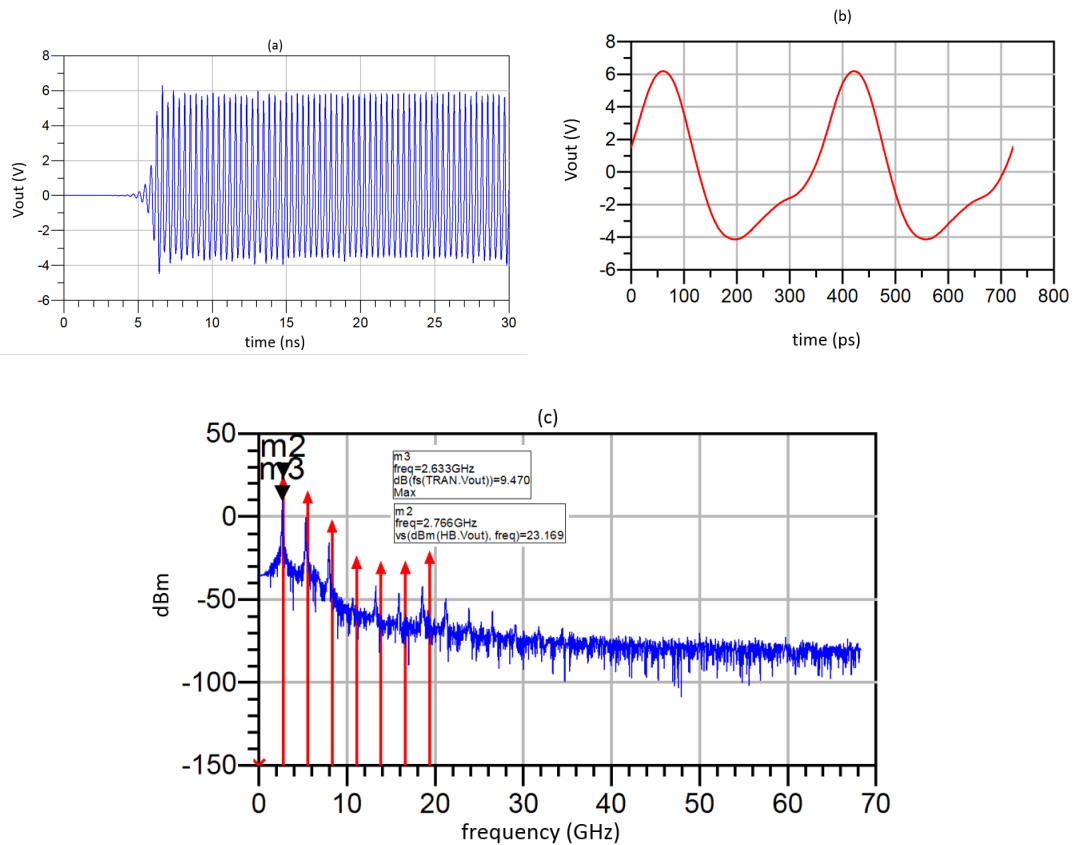 (a)
8
6
4
2
0
-2
-4
-6
Vout (V)
0
5
10
15
20
25
30
time (ns)
(b)
8
6
4
2
0
-2
-4
-6
Vout (V)
0
100
200
300
400
500
600
700
800
time (ps)
(c)
50
0
-50
-100
-150
dBm
m2
m3
m3
freq=2.633GHz
dB(fs(TRAN.Vout))=9.470
Max
m2
freq=2.766GHz
vs(dBm(HB.Vout), freq)=23.169
0
10
20
30
40
50
60
70
frequency (GHz)